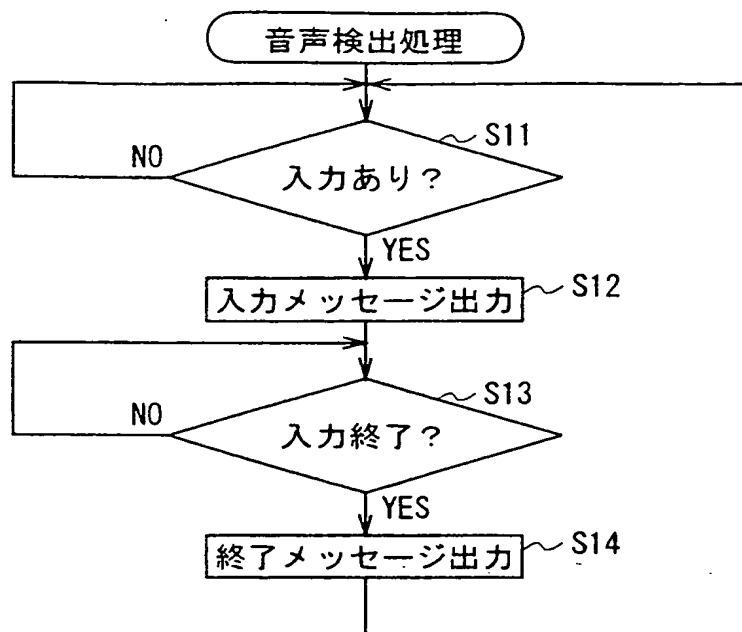 音声検出処理
S11
NO
入力あり?
YES
入力メッセージ出力
S12
S13
NO
入力終了?
YES
終了メッセージ出力
S14